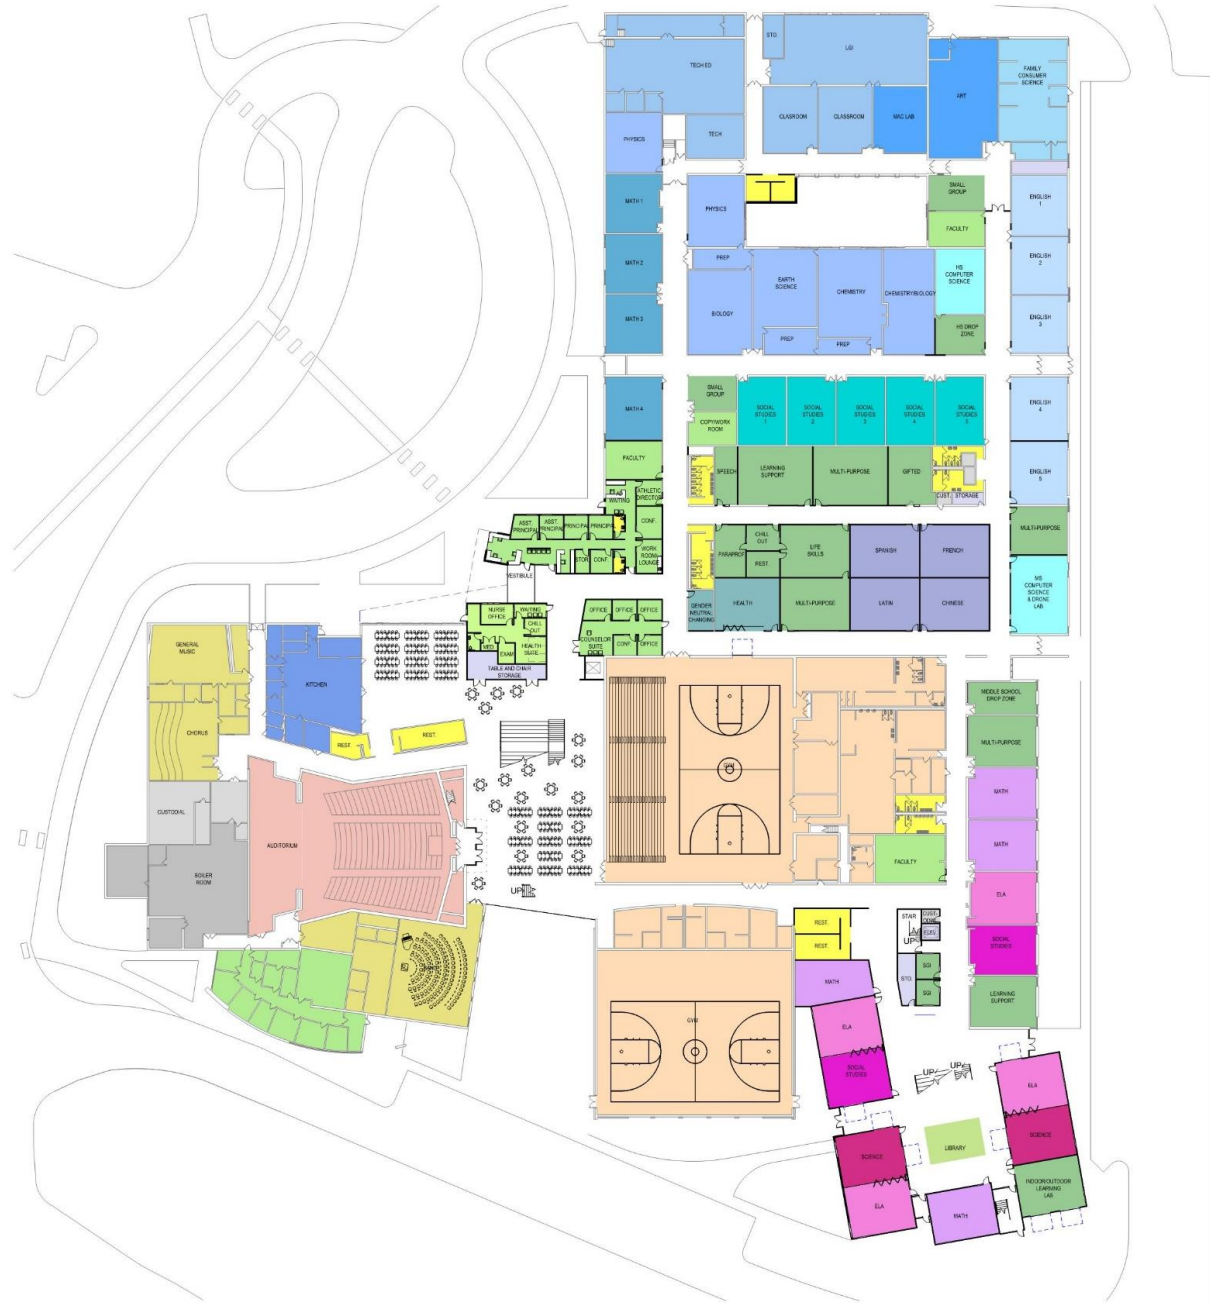 STO.
LGI
TECH ED
FAMILY
CONSUMER
SCIENCE
ART
CLASROOM
CLASSROOM
MAC LAB
TECH
PHYSICS
MATH 1
PHYSICS
SMALL
GROUP
ENGLISH
1
FACULTY
MATH 2
PREP
EARTH
SCIENCE
HS
COMPUTER
SCIENCE
ENGLISH
2
CHEMISTRY
CHEMISTRY/BIOLOGY
MATH 3
BIOLOGY
ENGLISH
3
HS DROP
ZONE
PREP
PREP
MATH 4
SMALL
GROUP
SOCIAL
STUDIES
1
SOCIAL
STUDIES
2
SOCIAL
STUDIES
3
SOCIAL
STUDIES
4
SOCIAL
STUDIES
5
ENGLISH
4
COPY/WORK
ROOM
FACULTY
SPEECH
LEARNING
SUPPORT
MULTI-PURPOSE
GIFTED
ENGLISH
5
CUST.
STORAGE
WAITING
ATHLETIC
DIRECTOR
ASST.
PRINCIPAL
ASST.
PRINCIPAL
PRINCIPAL
PRINCIPAL
CONF.
MULTI-PURPOSE
STOR
CONF.
WORK
ROOM/
LOUNGE
PARAPROF.
CHILL
OUT
REST.
LIFE
SKILLS
SPANISH
FRENCH
VESTIBULE
MS
COMPUTER
SCIENCE
& DRONE
LAB
GENDER
NEUTRAL
CHANGING
HEALTH
MULTI-PURPOSE
LATIN
CHINESE
NURSE
OFFICE
WAITING
CHILL
OUT
MED
EXAM
HEALTH
SUITE
OFFICE
OFFICE
OFFICE
COUNSELOR
SUITE
CONF.
OFFICE
TABLE AND CHAIR
STORAGE
GENERAL
MUSIC
KITCHEN
CHORUS
REST.
REST.
MIDDLE SCHOOL
DROP ZONE
MULTI-PURPOSE
GYM
MATH
CUSTODIAL
AUDITORIUM
MATH
BOILER
ROOM
FACULTY
UP
ELA
REST.
STAIR
CUST-
ODIAL
ELEV
UP
REST.
SOCIAL
STUDIES
SGI
STO.
SGI
MATH
LEARNING
SUPPORT
GYM
ELA
SOCIAL
STUDIES
UP
UP
ELA
SCIENCE
LIBRARY
SCIENCE
INDOOR/OUTDOOR
LEARNING
LAB
ELA
MATH